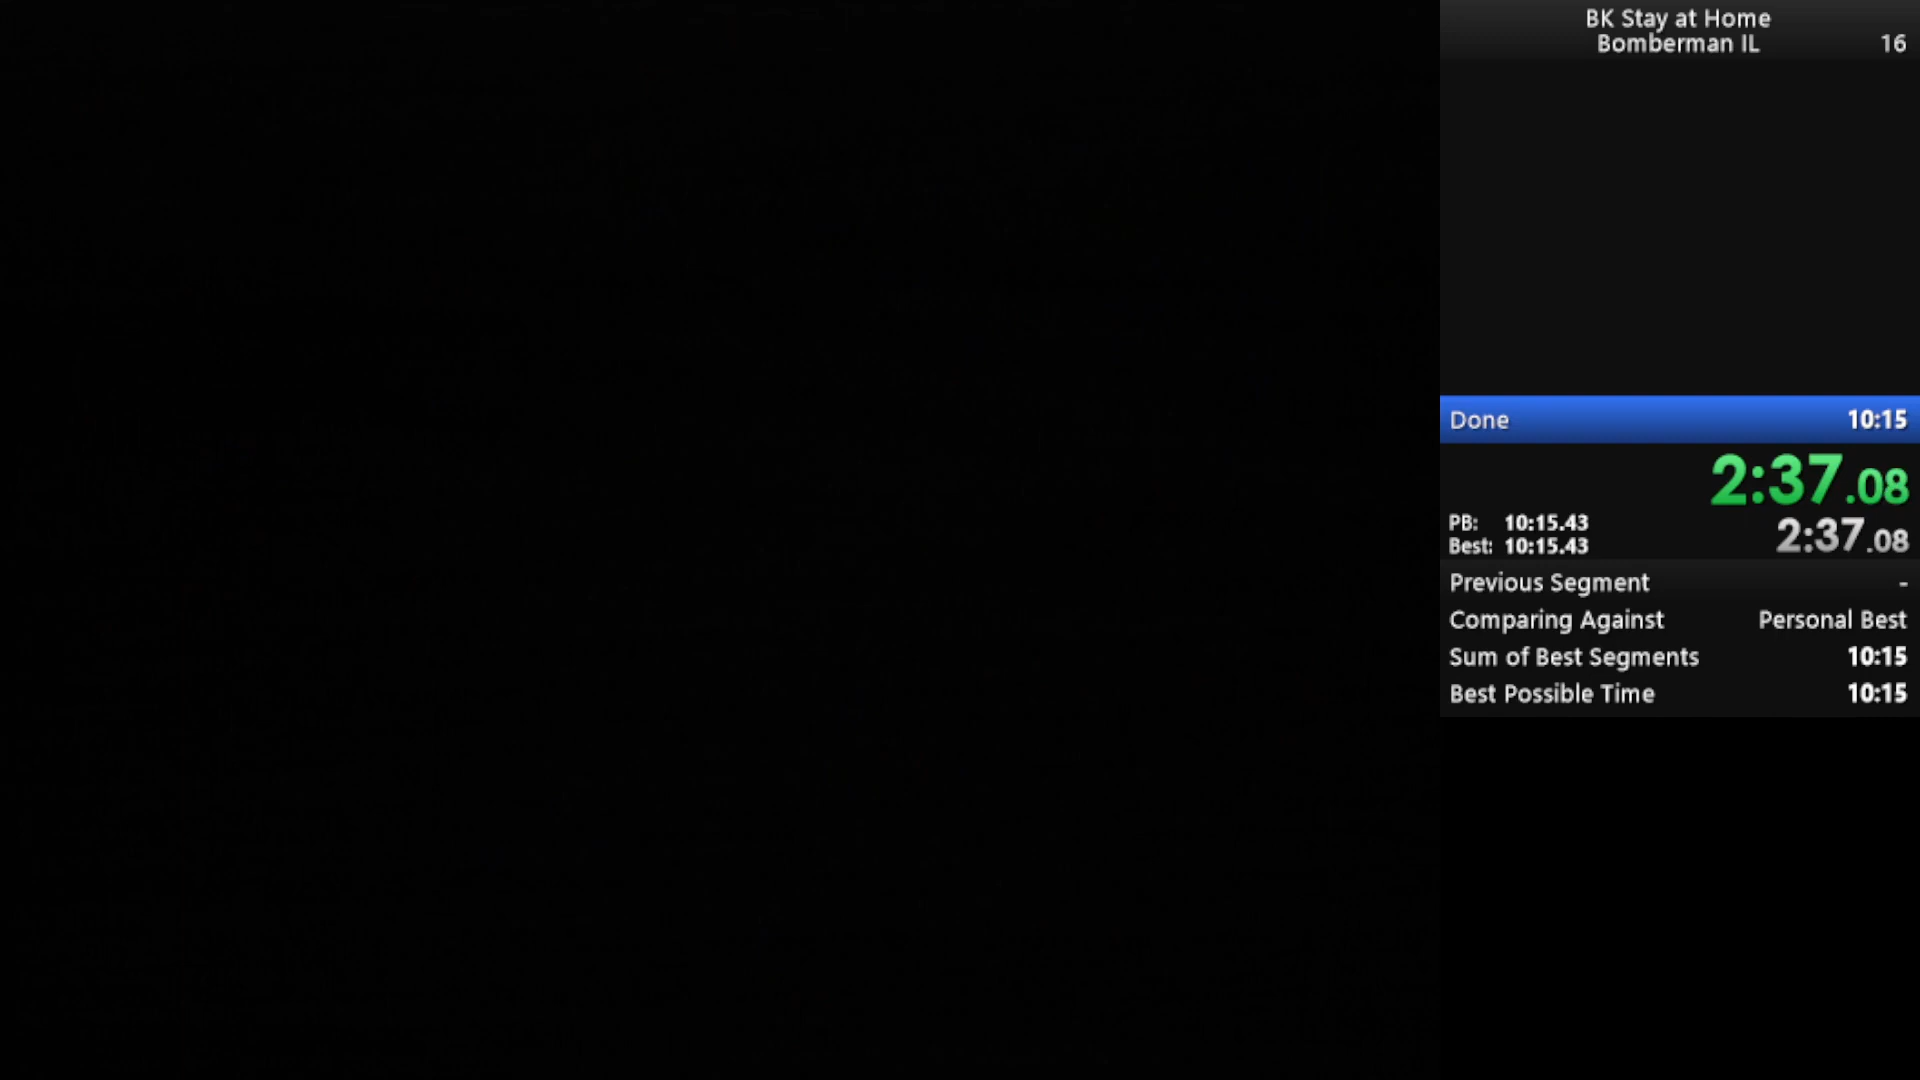 BK Stay at Home
Bomberman IL 16
Done 10:15
2:37.08
PB: 10:15.43
2:37.08
Best: 10:15.43
Previous Segment -
Comparing Against Personal Best
Sum of Best Segments 10:15
Best Possible Time 10:15